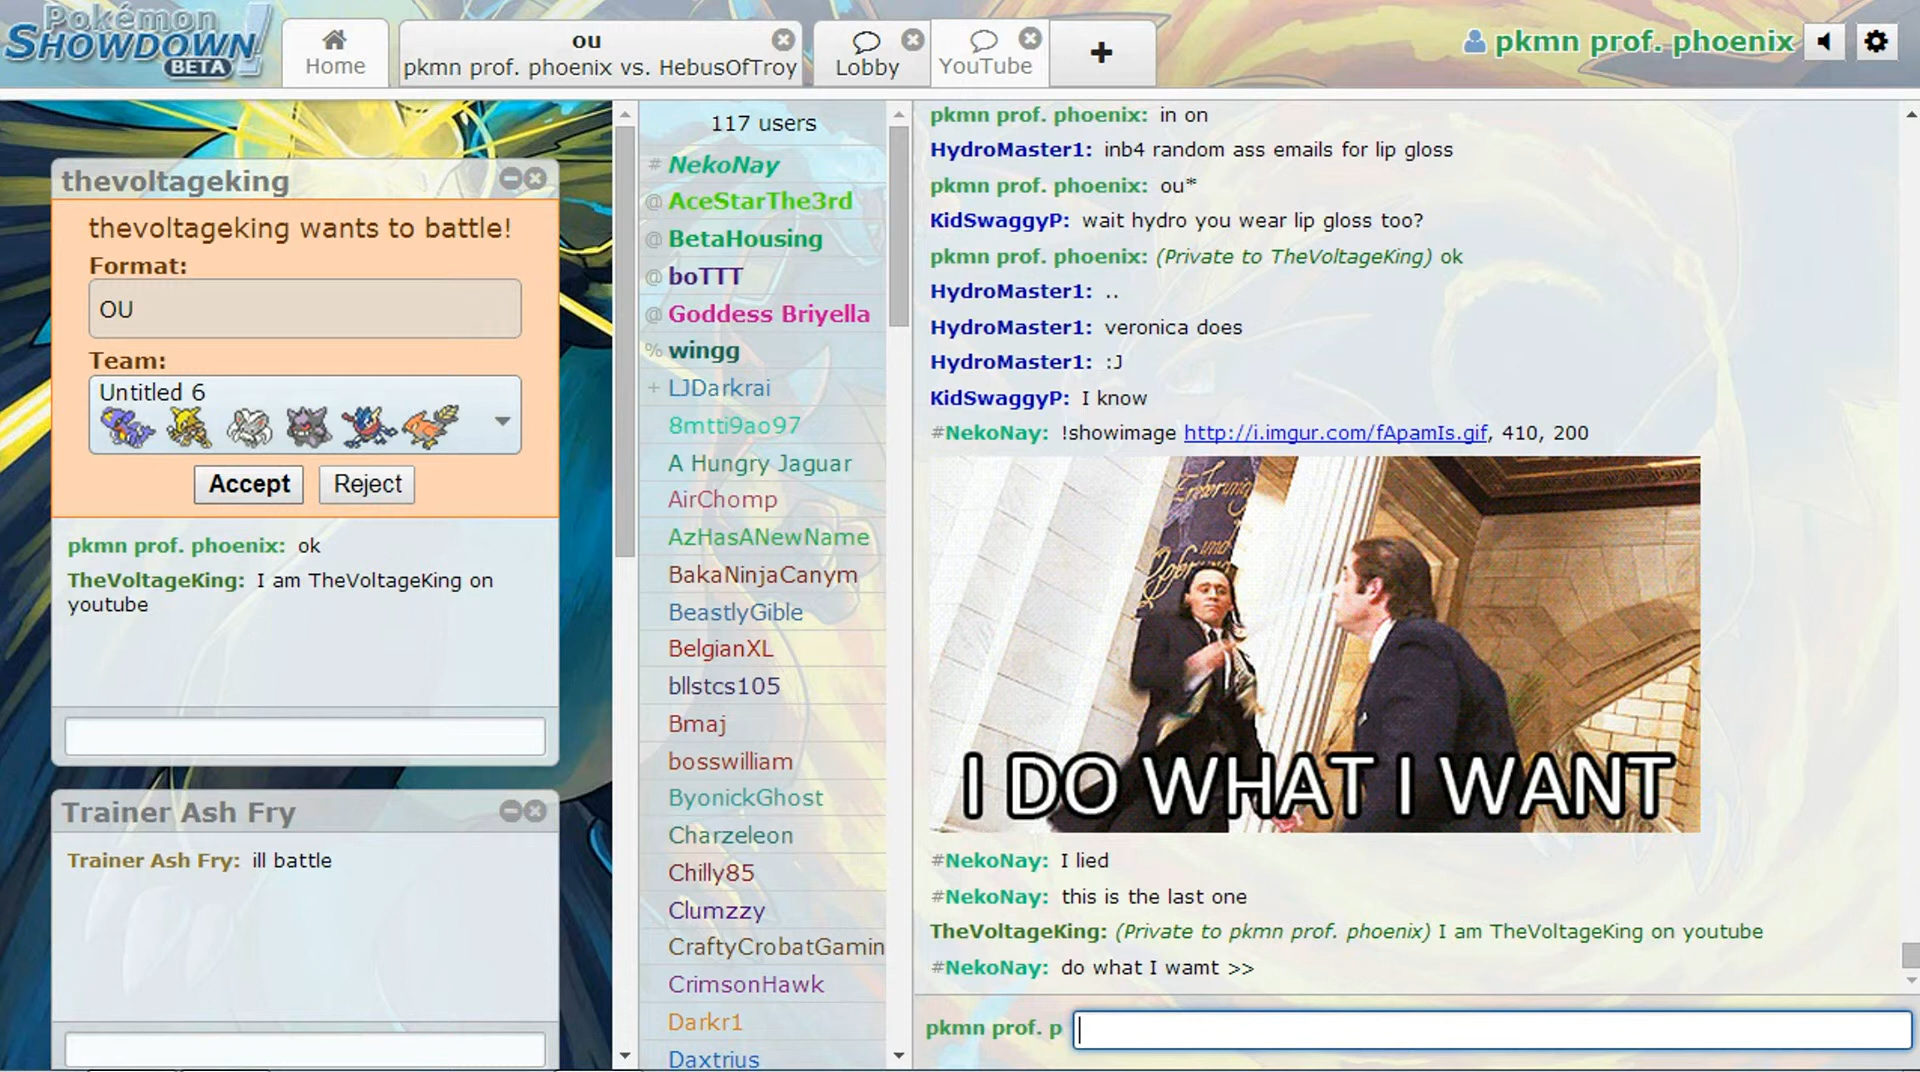 Pokémon
SHOWDOWN!
BETA
Home
ou
pkmn prof. phoenix vs. HebusOfTroy
Lobby
YouTube
+
pkmn prof. phoenix
thevoltageking
thevoltageking wants to battle!
Format:
OU
Team:
Untitled 6
Accept
Reject
pkmn prof. phoenix: ok
TheVoltageKing: I am TheVoltageKing on
youtube
Trainer Ash Fry
Trainer Ash Fry: ill battle
117 users
# NekoNay
@ AceStarThe3rd
@ BetaHousing
@ boTTT
@ Goddess Briyella
% wingg
+ LJDarkrai
8mtti9ao97
A Hungry Jaguar
AirChomp
AzHasANewName
BakaNinjaCanym
BeastlyGible
BelgianXL
bllstcs105
Bmaj
bosswilliam
ByonickGhost
Charzeleon
Chilly85
Clumzzy
CraftyCrobatGamin
CrimsonHawk
Darkr1
Daxtrius
pkmn prof. phoenix: in on
HydroMaster1: inb4 random ass emails for lip gloss
pkmn prof. phoenix: ou*
KidSwaggyP: wait hydro you wear lip gloss too?
pkmn prof. phoenix: (Private to TheVoltageKing) ok
HydroMaster1: ..
HydroMaster1: veronica does
HydroMaster1: :J
KidSwaggyP: I know
#NekoNay: !showimage http://i.imgur.com/fApamIs.gif, 410, 200
I DO WHAT I WANT
#NekoNay: I lied
#NekoNay: this is the last one
TheVoltageKing: (Private to pkmn prof. phoenix) I am TheVoltageKing on youtube
#NekoNay: do what I wamt >>
pkmn prof. p